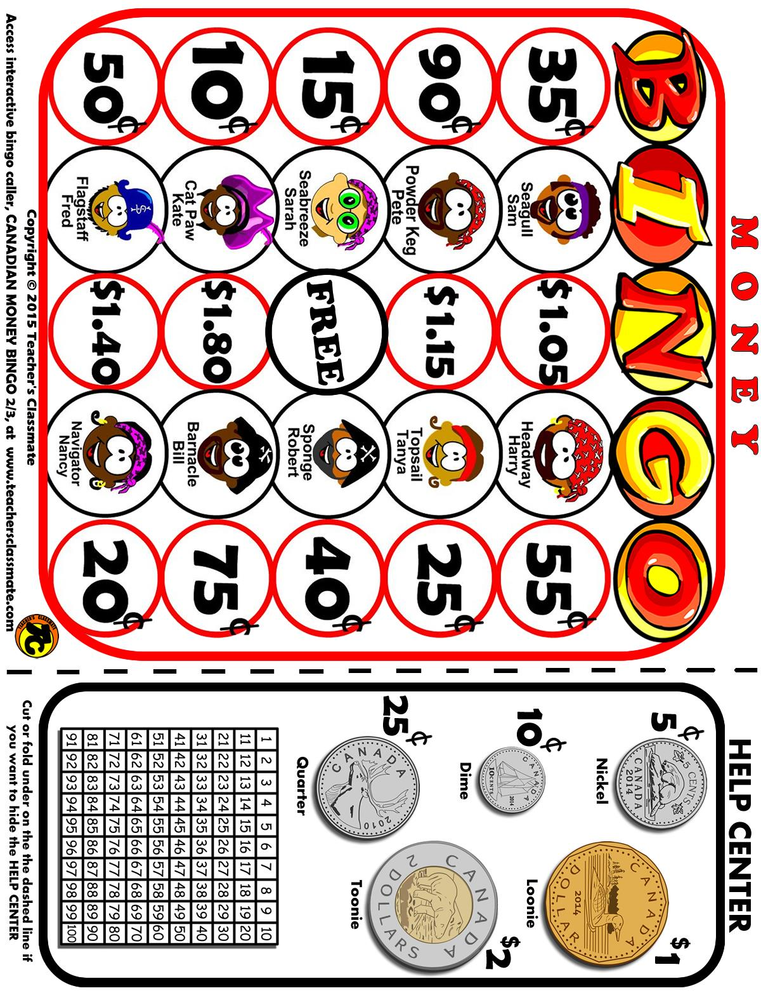 MONEY
BINGO
35¢
Seagull
Sam
$1.05
Headway
Harry
55¢
90¢
Powder Keg
Pete
$1.15
Topsail
Tanya
25¢
15¢
Seabreeze
Sarah
FREE
Sponge
Robert
40¢
10¢
Cat Paw
Kate
$1.80
Barnacle
Bill
75¢
50¢
Flagstaff
Fred
$1.40
Navigator
Nancy
20¢
Copyright © 2015 Teacher's Classmate
Access interactive bingo caller, CANADIAN MONEY BINGO 2/3, at www.teachersclassmate.com
TEACHER'S CLASSMATE
TC
HELP CENTER
5¢
5 CENTS
CANADA
2014
Nickel
$1
CANADA
2014
DOLLAR
Loonie
10¢
CANADA
10 CENTS
2014
Dime
$2
CANADA
2 DOLLARS
Toonie
25¢
CANADA
2010
Quarter
1 2 3 4 5 6 7 8 9 10
11 12 13 14 15 16 17 18 19 20
21 22 23 24 25 26 27 28 29 30
31 32 33 34 35 36 37 38 39 40
41 42 43 44 45 46 47 48 49 50
51 52 53 54 55 56 57 58 59 60
61 62 63 64 65 66 67 68 69 70
71 72 73 74 75 76 77 78 79 80
81 82 83 84 85 86 87 88 89 90
91 92 93 94 95 96 97 98 99 100
Cut or fold under on the the dashed line if
you want to hide the HELP CENTER